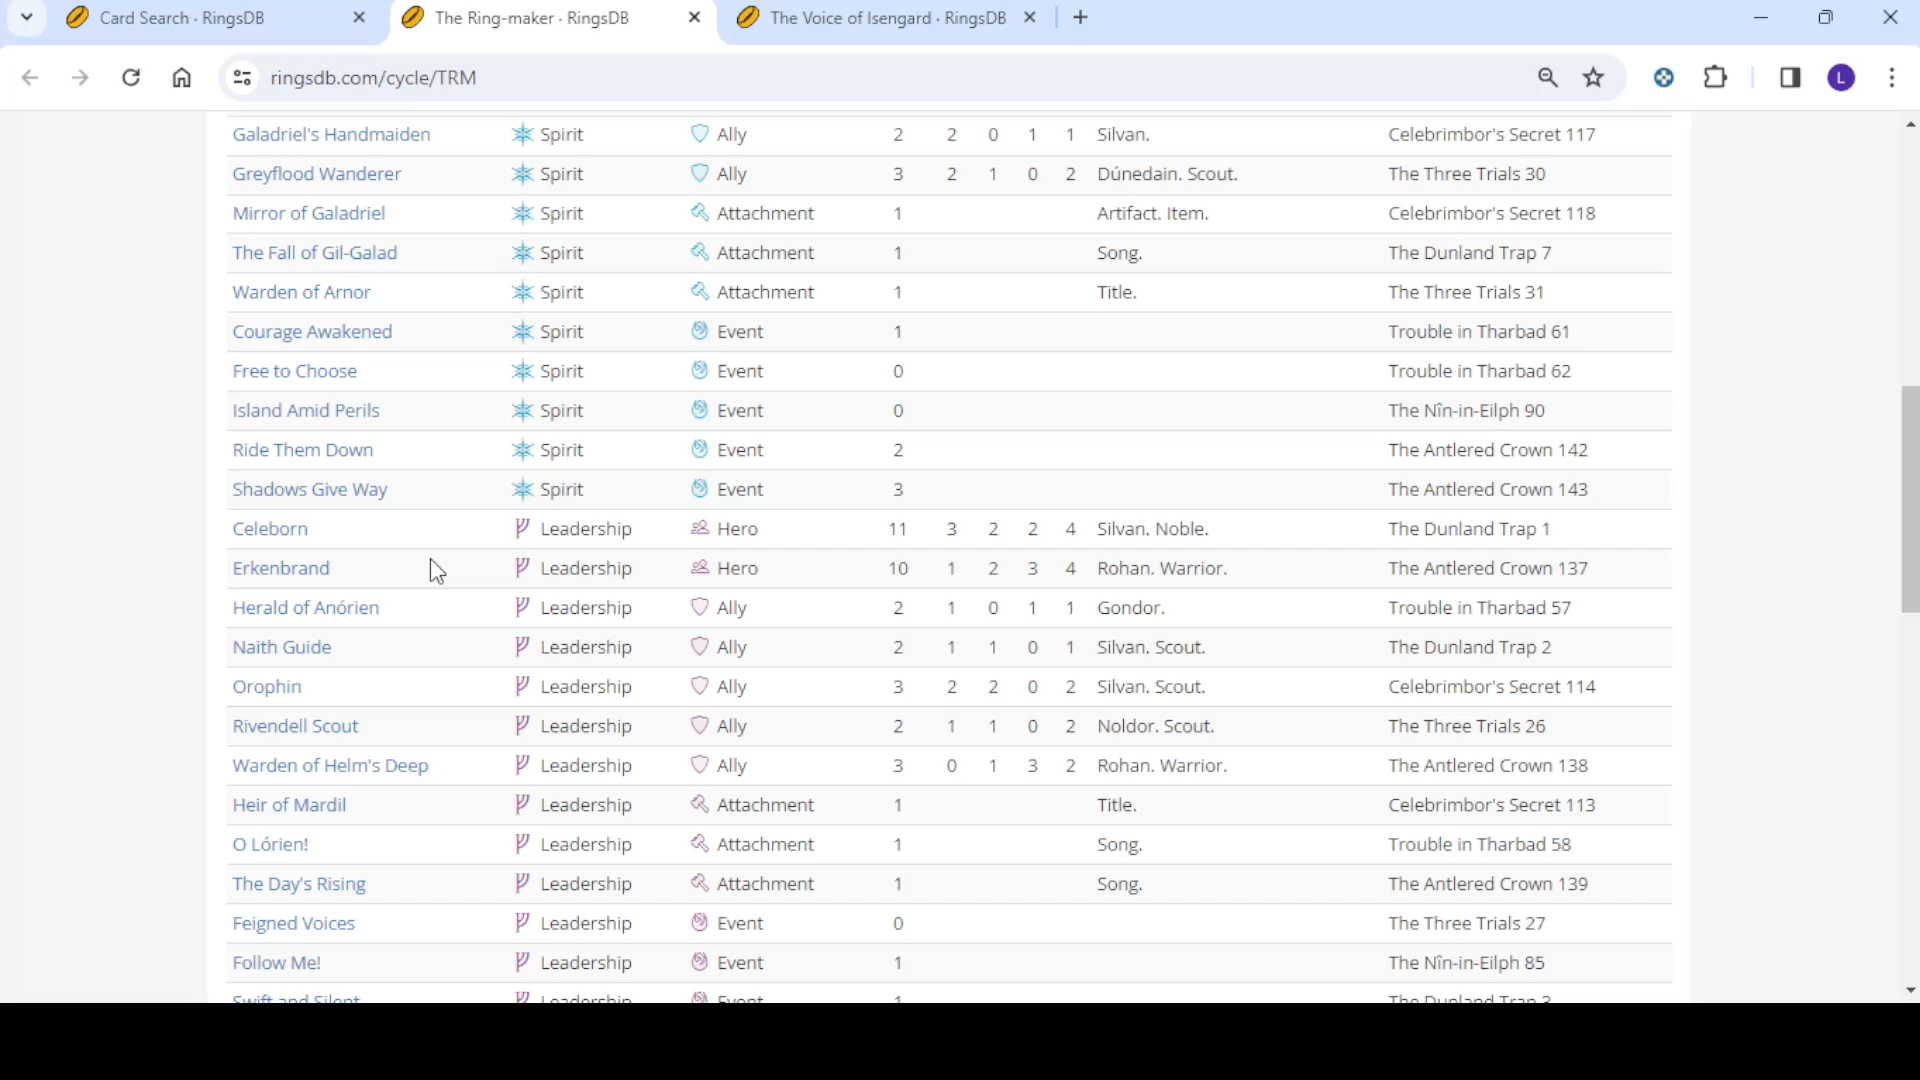 Card Search · RingsDB
The Ring-maker · RingsDB
The Voice of Isengard · RingsDB
ringsdb.com/cycle/TRM
L
Galadriel's Handmaiden Spirit Ally 2 2 0 1 1 Silvan. Celebrimbor's Secret 117
Greyflood Wanderer Spirit Ally 3 2 1 0 2 Dúnedain. Scout. The Three Trials 30
Mirror of Galadriel Spirit Attachment 1 Artifact. Item. Celebrimbor's Secret 118
The Fall of Gil-Galad Spirit Attachment 1 Song. The Dunland Trap 7
Warden of Arnor Spirit Attachment 1 Title. The Three Trials 31
Courage Awakened Spirit Event 1 Trouble in Tharbad 61
Free to Choose Spirit Event 0 Trouble in Tharbad 62
Island Amid Perils Spirit Event 0 The Nîn-in-Eilph 90
Ride Them Down Spirit Event 2 The Antlered Crown 142
Shadows Give Way Spirit Event 3 The Antlered Crown 143
Celeborn Leadership Hero 11 3 2 2 4 Silvan. Noble. The Dunland Trap 1
Erkenbrand Leadership Hero 10 1 2 3 4 Rohan. Warrior. The Antlered Crown 137
Herald of Anórien Leadership Ally 2 1 0 1 1 Gondor. Trouble in Tharbad 57
Naith Guide Leadership Ally 2 1 1 0 1 Silvan. Scout. The Dunland Trap 2
Orophin Leadership Ally 3 2 2 0 2 Silvan. Scout. Celebrimbor's Secret 114
Rivendell Scout Leadership Ally 2 1 1 0 2 Noldor. Scout. The Three Trials 26
Warden of Helm's Deep Leadership Ally 3 0 1 3 2 Rohan. Warrior. The Antlered Crown 138
Heir of Mardil Leadership Attachment 1 Title. Celebrimbor's Secret 113
O Lórien! Leadership Attachment 1 Song. Trouble in Tharbad 58
The Day's Rising Leadership Attachment 1 Song. The Antlered Crown 139
Feigned Voices Leadership Event 0 The Three Trials 27
Follow Me! Leadership Event 1 The Nîn-in-Eilph 85
Swift and Silent Leadership Event 1 The Dunland Trap 3